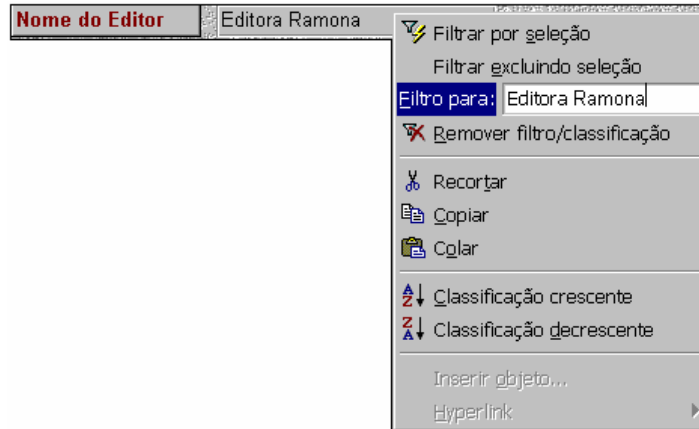 Nome do Editor Editora Ramona
Filtrar por seleção
Filtrar excluindo seleção
Filtro para: Editora Ramona
Remover filtro/classificação
Recortar
Copiar
Colar
Classificação crescente
Classificação decrescente
Inserir objeto...
Hyperlink